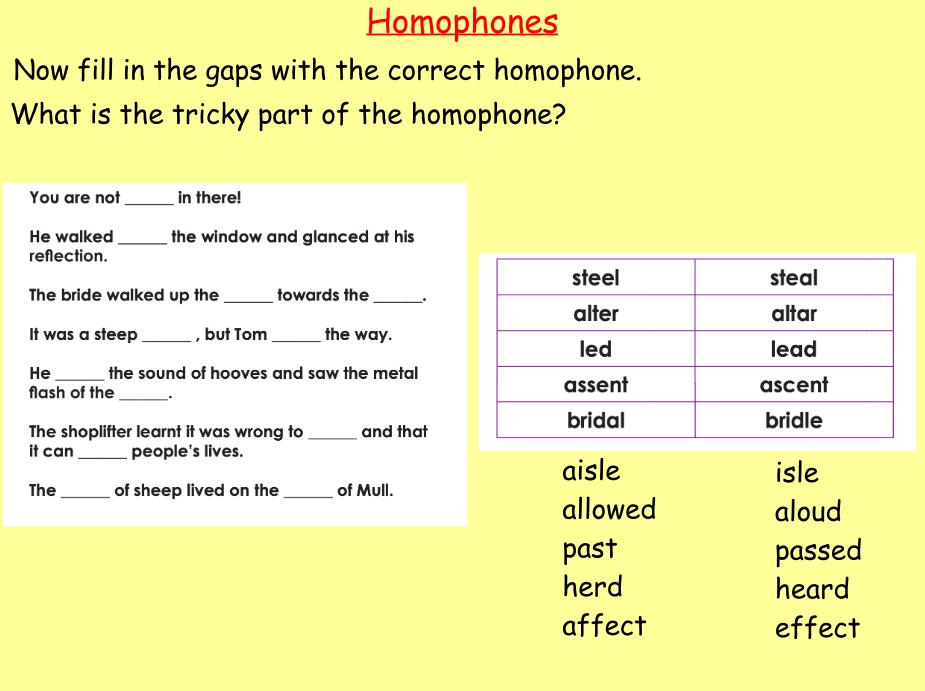 Homophones
Now fill in the gaps with the correct homophone.
What is the tricky part of the homophone?
You are not ______ in there!
He walked ______ the window and glanced at his
reflection.
The bride walked up the ______ towards the ______.
It was a steep ______ , but Tom ______ the way.
He ______ the sound of hooves and saw the metal
flash of the ______.
The shoplifter learnt it was wrong to ______ and that
it can ______ people's lives.
The ______ of sheep lived on the ______ of Mull.
steel steal
alter altar
led lead
assent ascent
bridal bridle
aisle isle
allowed aloud
past passed
herd heard
affect effect